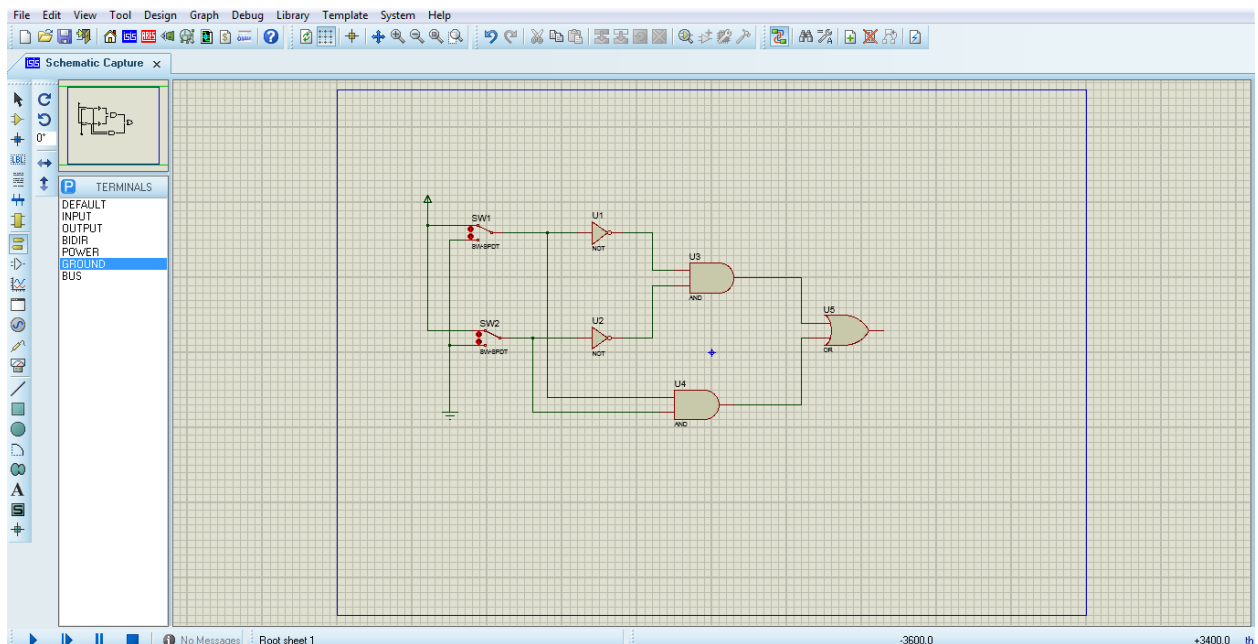 File Edit View Tool Design Graph Debug Library Template System Help
Schematic Capture x
0°
LBL
P TERMINALS
DEFAULT
INPUT
OUTPUT
BIDIR
POWER
GROUND
BUS
A
S
SW1
SW-SPDT
U1
NOT
U3
AND
SW2
SW-SPDT
U2
NOT
U5
OR
U4
AND
No Messages Root sheet 1 -3600.0 +3400.0 th